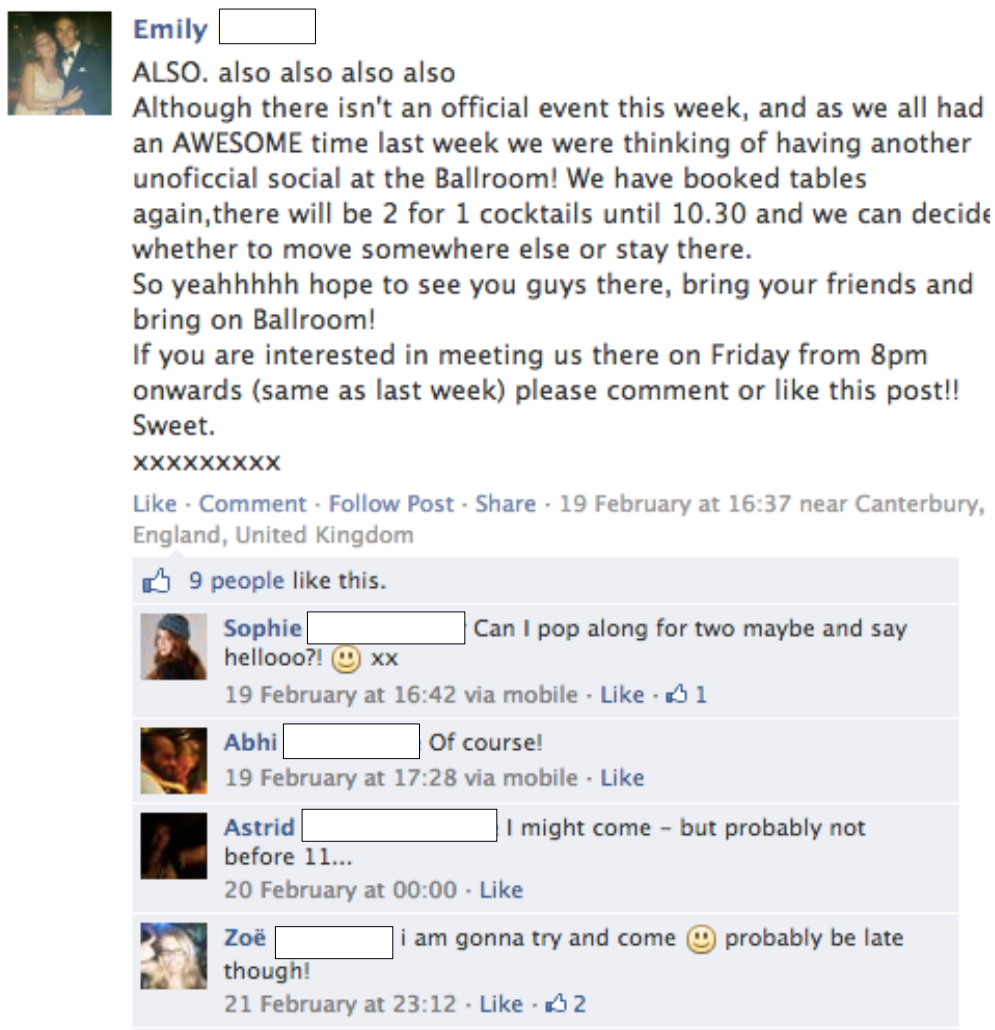 Emily
ALSO. also also also also
Although there isn't an official event this week, and as we all had
an AWESOME time last week we were thinking of having another
unoficcial social at the Ballroom! We have booked tables
again,there will be 2 for 1 cocktails until 10.30 and we can decide
whether to move somewhere else or stay there.
So yeahhhhh hope to see you guys there, bring your friends and
bring on Ballroom!
If you are interested in meeting us there on Friday from 8pm
onwards (same as last week) please comment or like this post!!
Sweet.
xxxxxxxxx
Like · Comment · Follow Post · Share · 19 February at 16:37 near Canterbury,
England, United Kingdom
9 people like this.
Sophie Can I pop along for two maybe and say
hellooo?! xx
19 February at 16:42 via mobile · Like · 1
Abhi Of course!
19 February at 17:28 via mobile · Like
Astrid I might come – but probably not
before 11...
20 February at 00:00 · Like
Zoë i am gonna try and come probably be late
though!
21 February at 23:12 · Like · 2